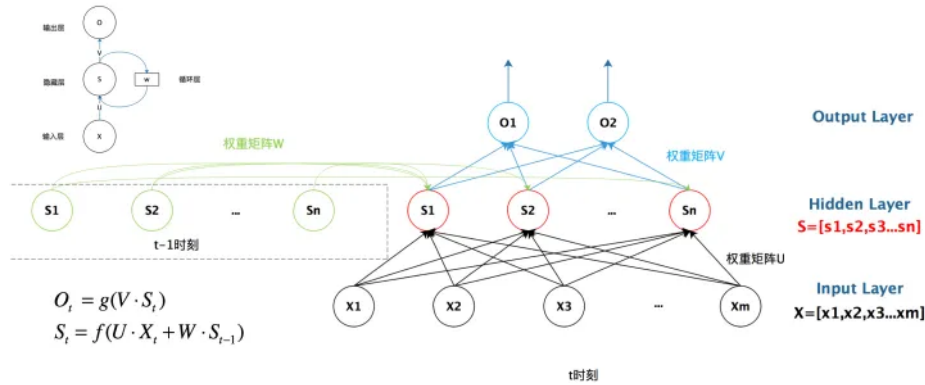 输出层
O
V
隐藏层
S
w
循环层
U
输入层
X
O1
O2
Output Layer
权重矩阵W
权重矩阵V
S1
S2
...
Sn
t-1时刻
S1
S2
...
Sn
Hidden Layer
S=[s1,s2,s3...sn]
权重矩阵U
X1
X2
X3
...
Xm
Input Layer
X=[x1,x2,x3...xm]
O_t = g(V·S_t)
S_t = f(U·X_t + W·S_{t-1})
t时刻